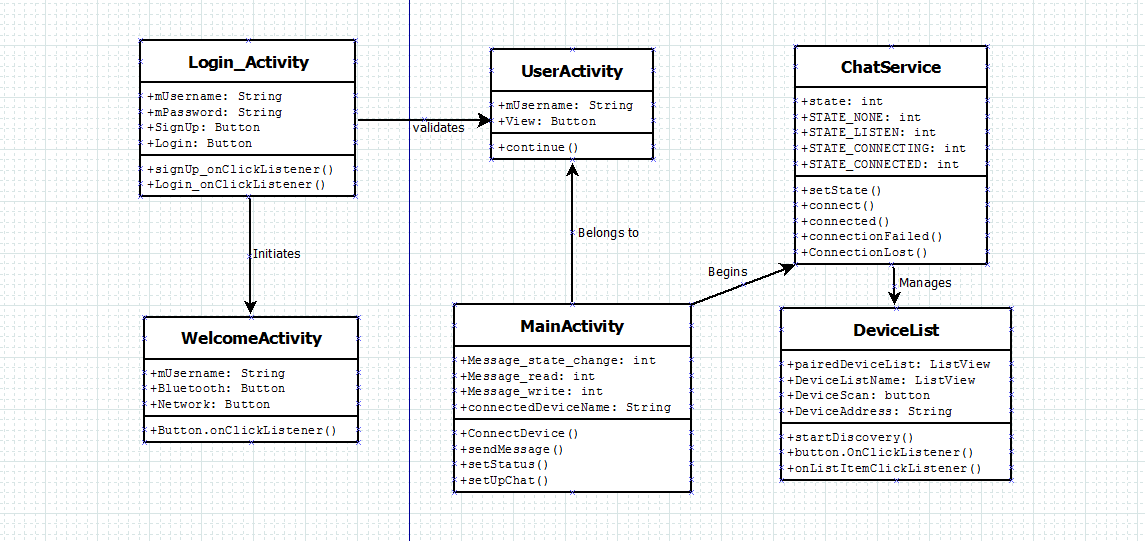 Login_Activity
+mUsername: String
+mPassword: String
+SignUp: Button
+Login: Button
+signUp_onClickListener()
+Login_onClickListener()
validates
UserActivity
+mUsername: String
+View: Button
+continue()
ChatService
+state: int
+STATE_NONE: int
+STATE_LISTEN: int
+STATE_CONNECTING: int
+STATE_CONNECTED: int
+setState()
+connect()
+connected()
+connectionFailed()
+ConnectionLost()
Initiates
Belongs to
Begins
Manages
WelcomeActivity
+mUsername: String
+Bluetooth: Button
+Network: Button
+Button.onClickListener()
MainActivity
+Message_state_change: int
+Message_read: int
+Message_write: int
+connectedDeviceName: String
+ConnectDevice()
+sendMessage()
+setStatus()
+setUpChat()
DeviceList
+pairedDeviceList: ListView
+DeviceListName: ListView
+DeviceScan: button
+DeviceAddress: String
+startDiscovery()
+button.OnClickListener()
+onListItemClickListener()